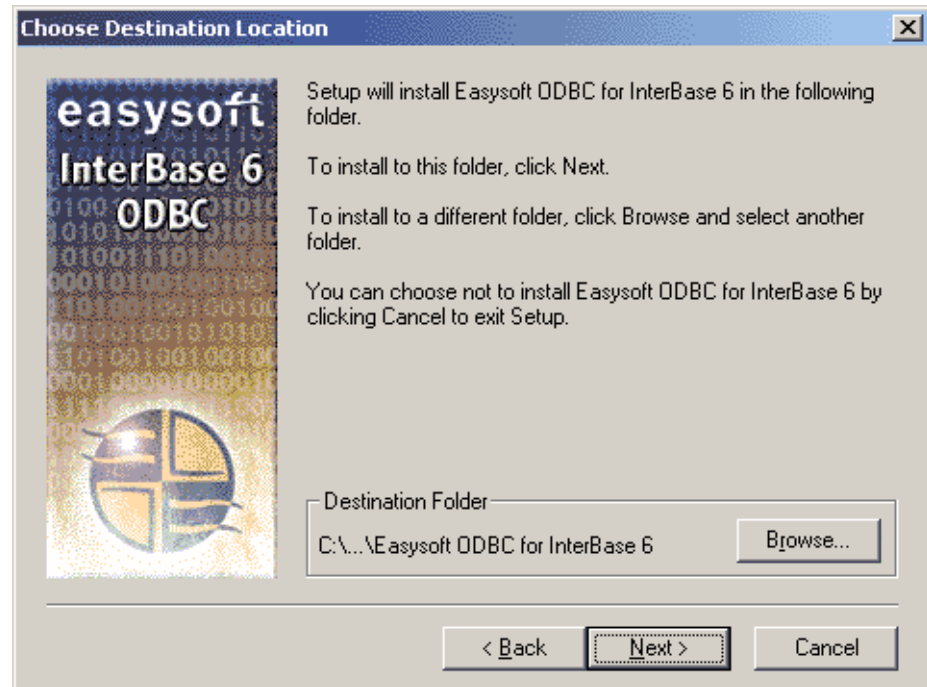 Choose Destination Location
easysoft
InterBase 6
ODBC
Setup will install Easysoft ODBC for InterBase 6 in the following
folder.
To install to this folder, click Next.
To install to a different folder, click Browse and select another
folder.
You can choose not to install Easysoft ODBC for InterBase 6 by
clicking Cancel to exit Setup.
Destination Folder
C:\...\Easysoft ODBC for InterBase 6
Browse...
< Back
Next >
Cancel